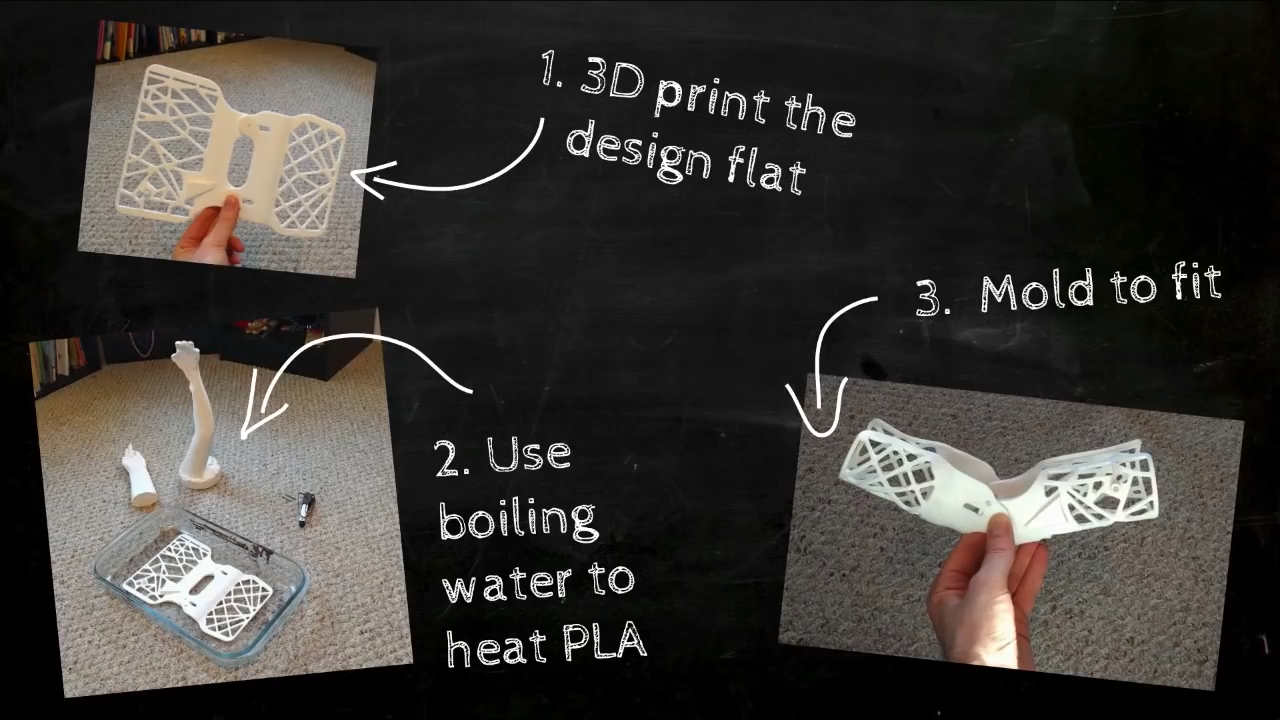 1. 3D print the
design flat
2. Use
boiling
water to
heat PLA
3. Mold to fit